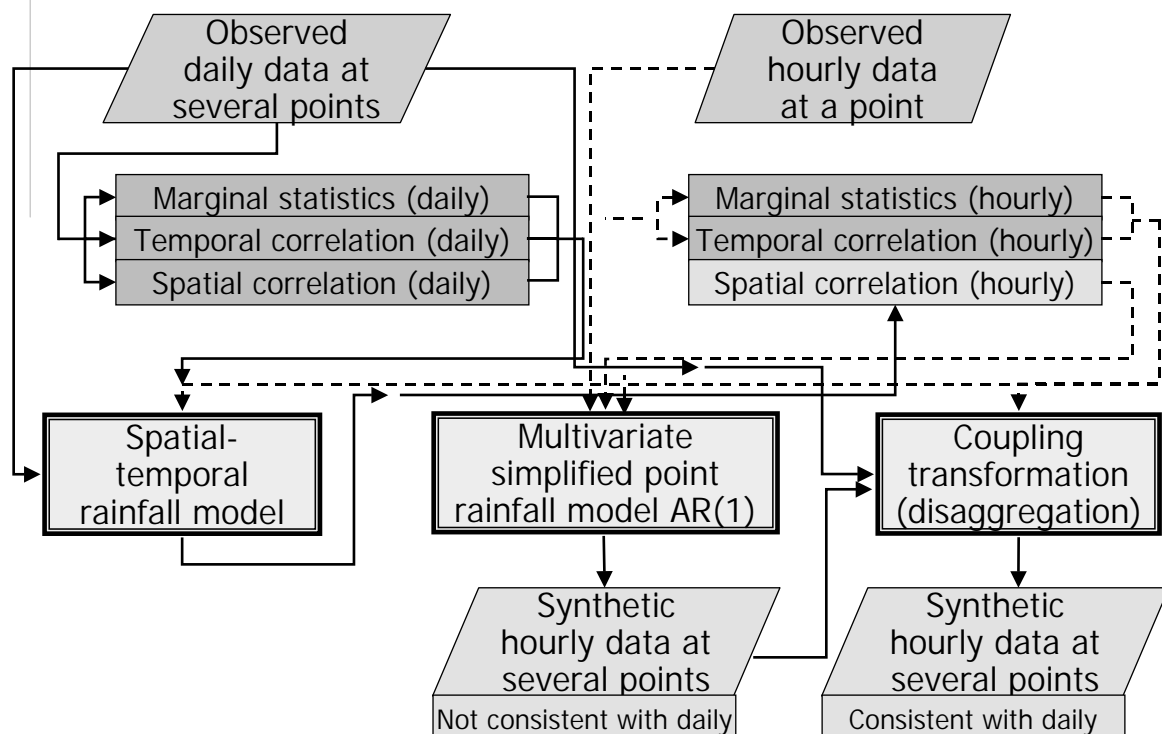 Observed
daily data at
several points
Observed
hourly data
at a point
Marginal statistics (daily)
Temporal correlation (daily)
Spatial correlation (daily)
Marginal statistics (hourly)
Temporal correlation (hourly)
Spatial correlation (hourly)
Spatial-
temporal
rainfall model
Multivariate
simplified point
rainfall model AR(1)
Coupling
transformation
(disaggregation)
Synthetic
hourly data at
several points
Not consistent with daily
Synthetic
hourly data at
several points
Consistent with daily